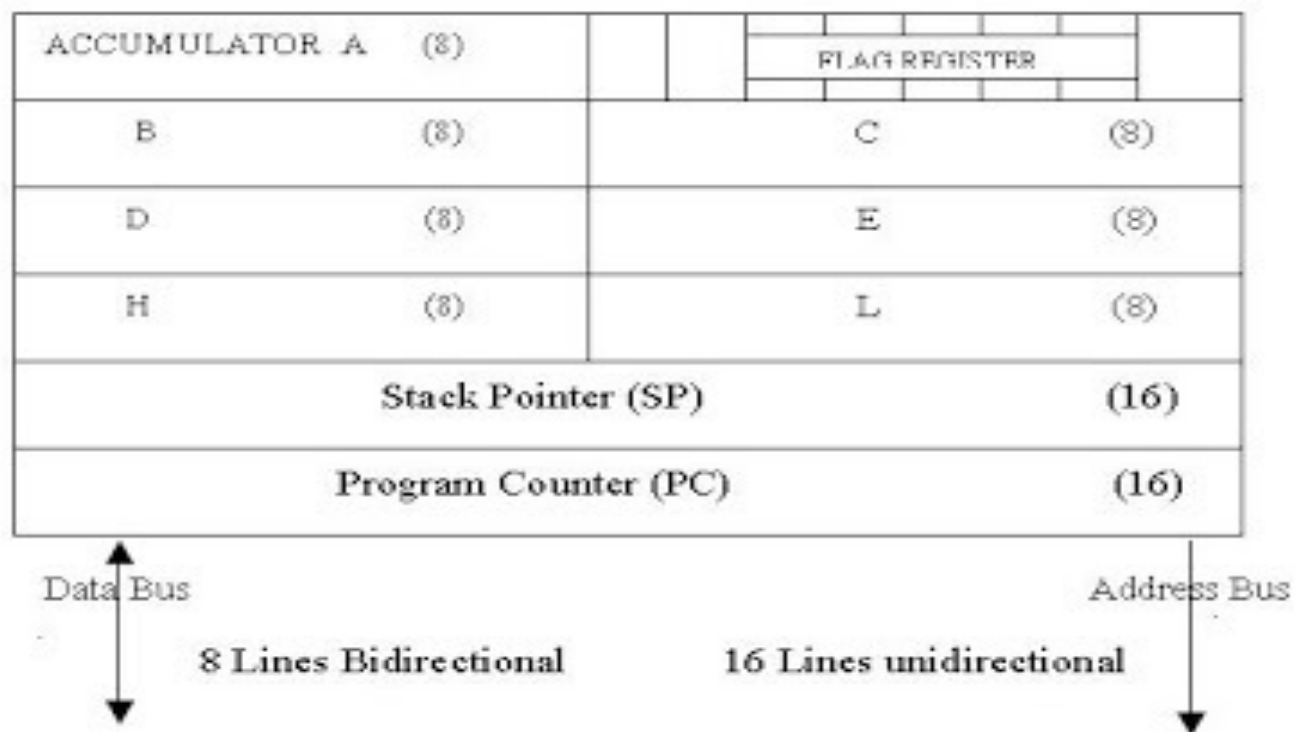 ACCUMULATOR A (8)
FLAG REGISTER
B (8) C (8)
D (8) E (8)
H (8) L (8)
Stack Pointer (SP) (16)
Program Counter (PC) (16)
Data Bus Address Bus
8 Lines Bidirectional 16 Lines unidirectional